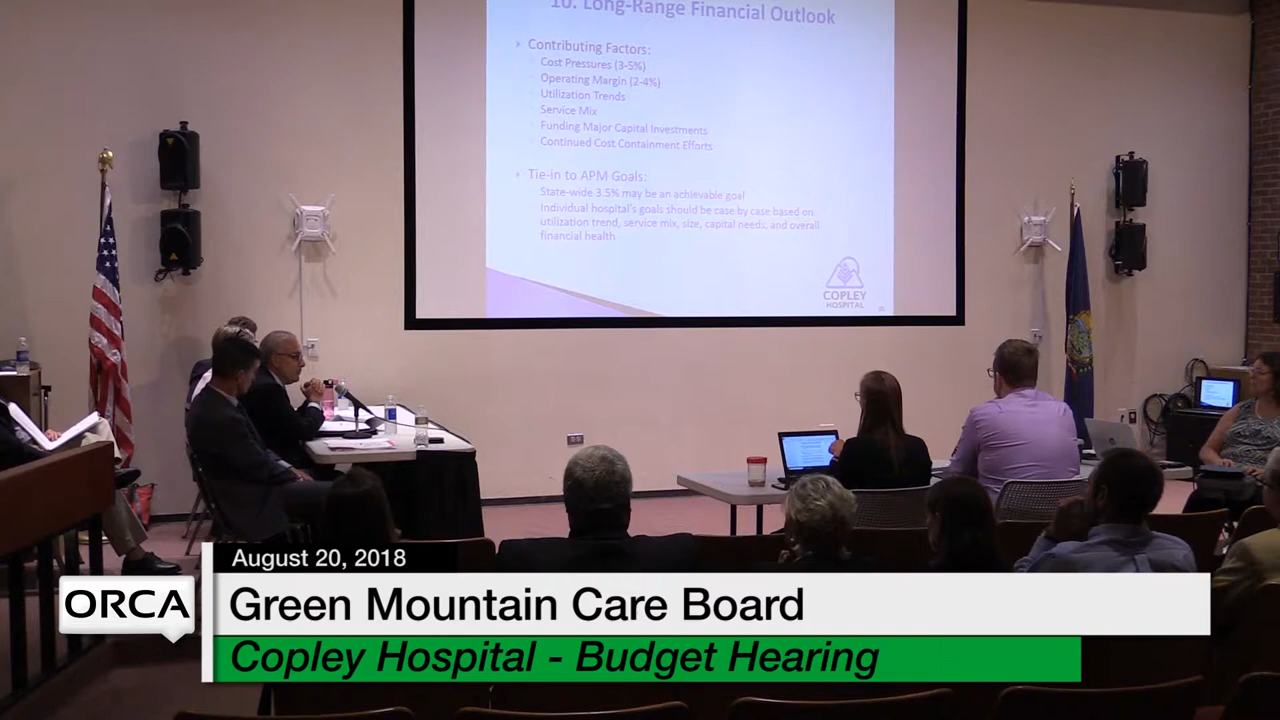 10. Long-Range Financial Outlook
Contributing Factors:
Cost Pressures (3-5%)
Operating Margin (2-4%)
Utilization Trends
Service Mix
Funding Major Capital Investments
Continued Cost Containment Efforts
Tie-in to APM Goals:
State-wide 3.5% may be an achievable goal
Individual hospital's goals should be case by case based on
utilization trend, service mix, size, capital needs, and overall
financial health
COPLEY
HOSPITAL
August 20, 2018
ORCA
Green Mountain Care Board
Copley Hospital - Budget Hearing